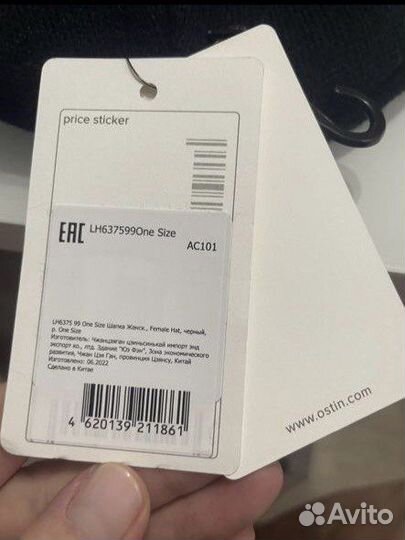 price sticker
EAC LH637599One Size
AC101
LH6375 99 One Size Шапка Женск., Female Hat, черный,
р. One Size
Изготовитель: Чжанцзяган цзиньсинькай импорт энд
экспорт ко., лтд. Здание "Юэ Фэн", Зона экономического
развития, Чжан Цзя Ган, провинция Цзянсу, Китай
Изготовлено: 06.2022
Сделано в Китае
4 620139 211861
www.ostin.com
Avito